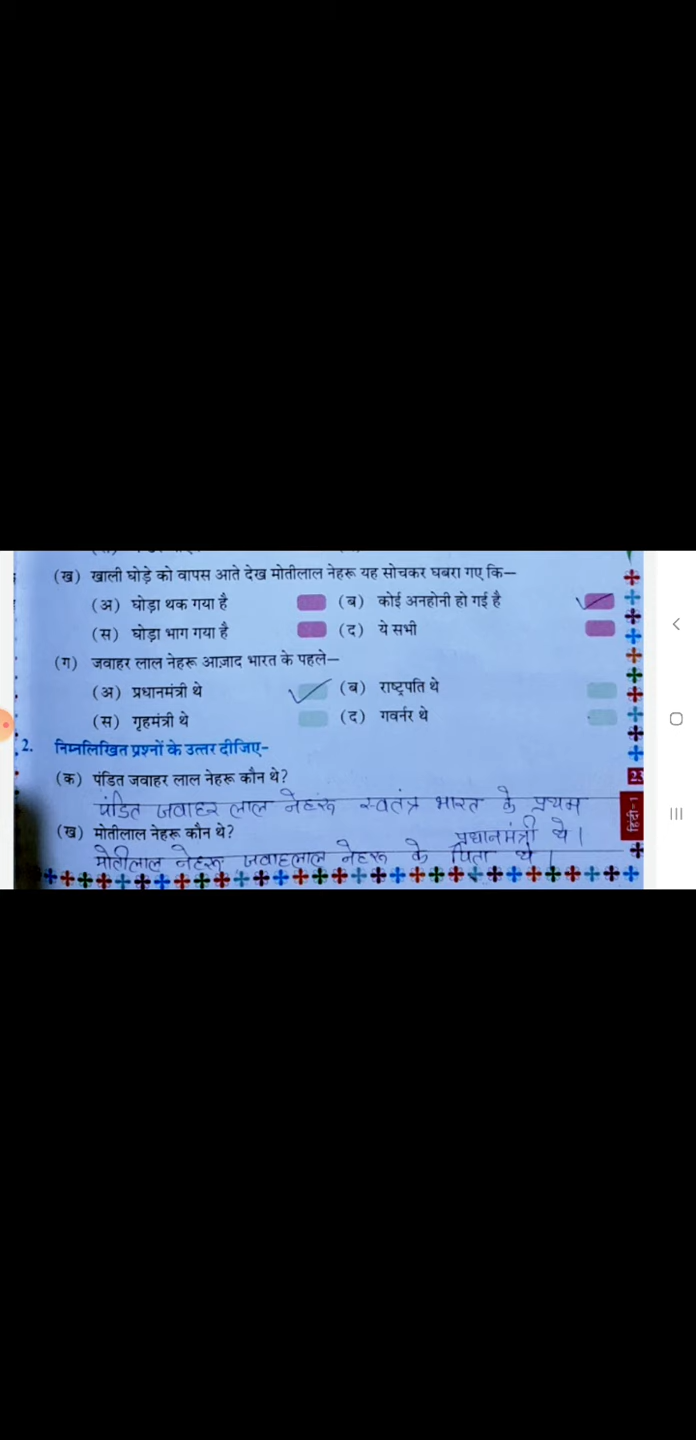 (ख) खाली घोड़े को वापस आते देख मोतीलाल नेहरू यह सोचकर घबरा गए कि–
(अ) घोड़ा थक गया है (ब) कोई अनहोनी हो गई है
(स) घोड़ा भाग गया है (द) ये सभी
(ग) जवाहर लाल नेहरू आज़ाद भारत के पहले–
(अ) प्रधानमंत्री थे (ब) राष्ट्रपति थे
(स) गृहमंत्री थे (द) गवर्नर थे
2. निम्नलिखित प्रश्नों के उत्तर दीजिए–
(क) पंडित जवाहर लाल नेहरू कौन थे?
पंडित जवाहर लाल नेहरू स्वतंत्र भारत के प्रथम
प्रधानमंत्री थे।
(ख) मोतीलाल नेहरू कौन थे?
मोतीलाल नेहरू जवाहलाल नेहरू के पिता थे।
23
हिंदी-1